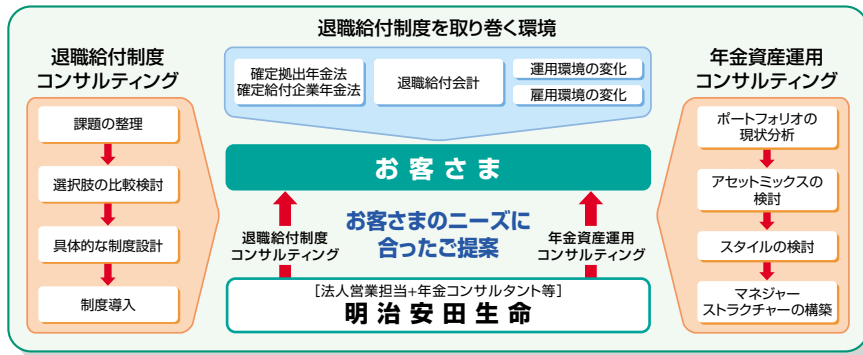 退職給付制度を取り巻く環境
退職給付制度
コンサルティング
課題の整理
選択肢の比較検討
具体的な制度設計
制度導入
確定拠出年金法
確定給付企業年金法
退職給付会計
運用環境の変化
雇用環境の変化
お客さま
退職給付制度
コンサルティング
お客さまのニーズに
合ったご提案
年金資産運用
コンサルティング
[法人営業担当+年金コンサルタント等]
明治安田生命
年金資産運用
コンサルティング
ポートフォリオの
現状分析
アセットミックスの
検討
スタイルの検討
マネジャー
ストラクチャーの構築